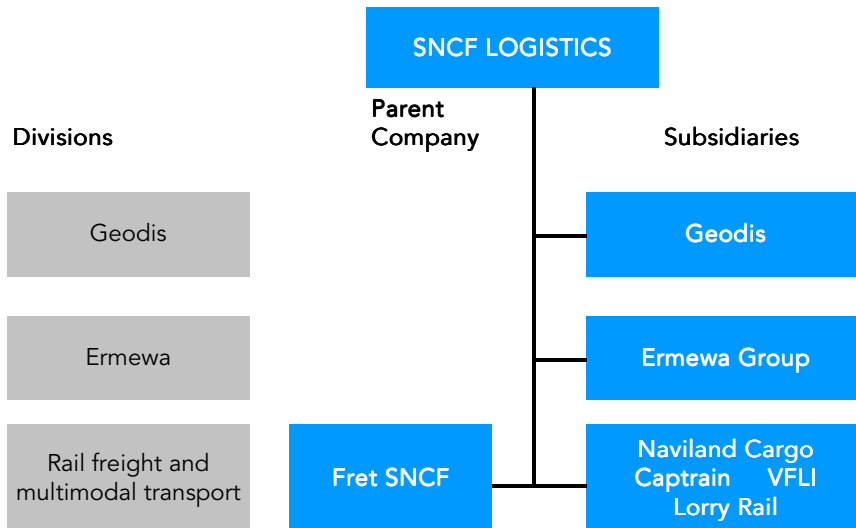 SNCF LOGISTICS
Divisions
Parent
Company
Subsidiaries
Geodis
Geodis
Ermewa
Ermewa Group
Rail freight and
multimodal transport
Fret SNCF
Naviland Cargo
Captrain VFLI
Lorry Rail